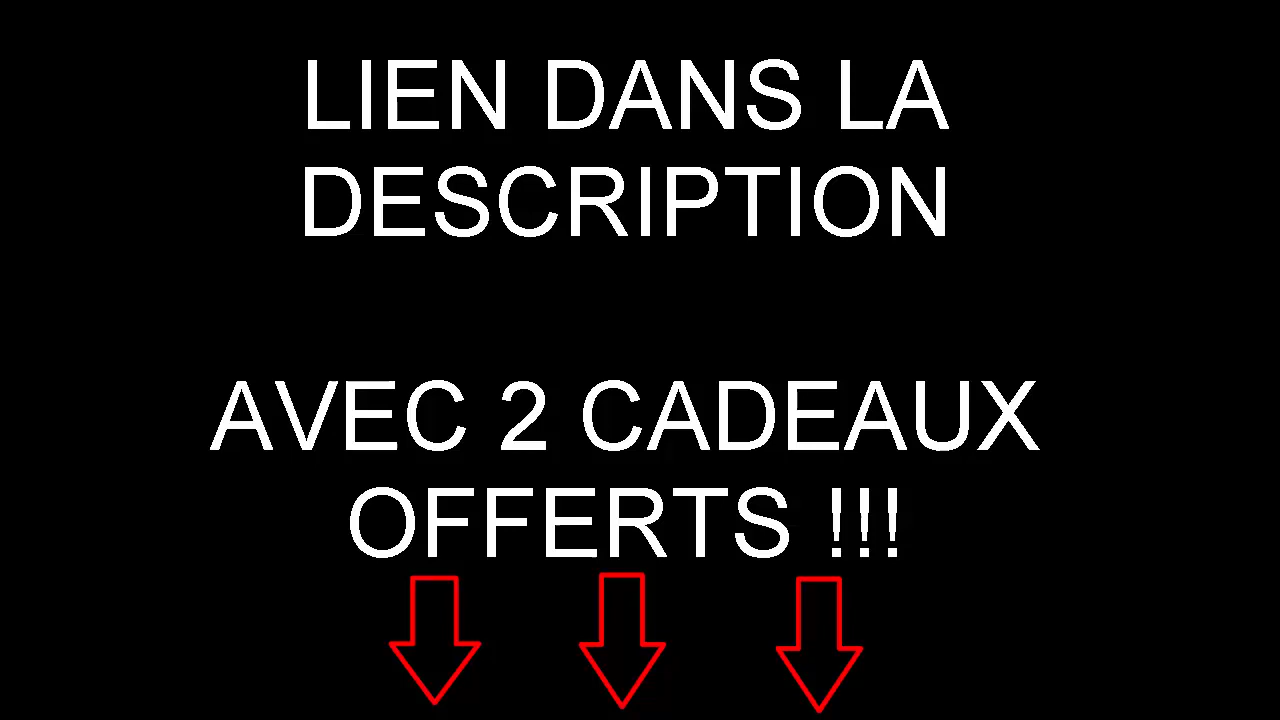 LIEN DANS LA
DESCRIPTION
AVEC 2 CADEAUX
OFFERTS !!!